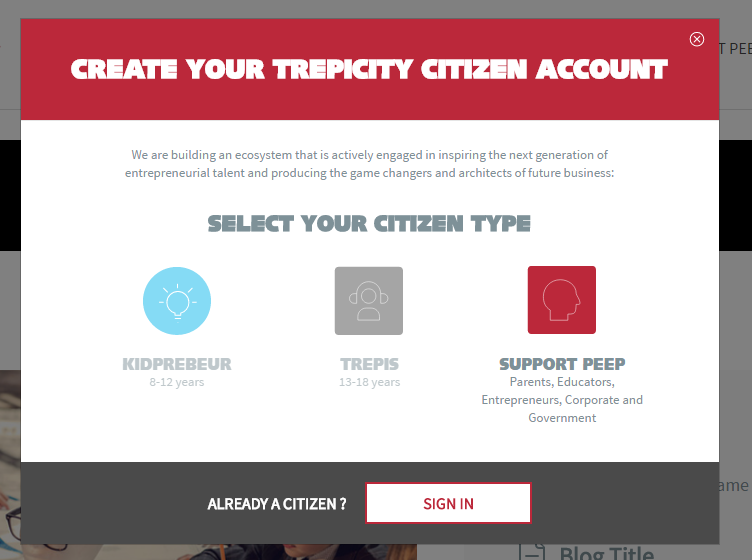 CREATE YOUR TREPICITY CITIZEN ACCOUNT
T PEE
We are building an ecosystem that is actively engaged in inspiring the next generation of
entrepreneurial talent and producing the game changers and architects of future business:
SELECT YOUR CITIZEN TYPE
KIDPREBEUR
8-12 years
TREPIS
13-18 years
SUPPORT PEEP
Parents, Educators,
Entrepreneurs, Corporate and
Government
ALREADY A CITIZEN ?
SIGN IN
ame
Blog Title